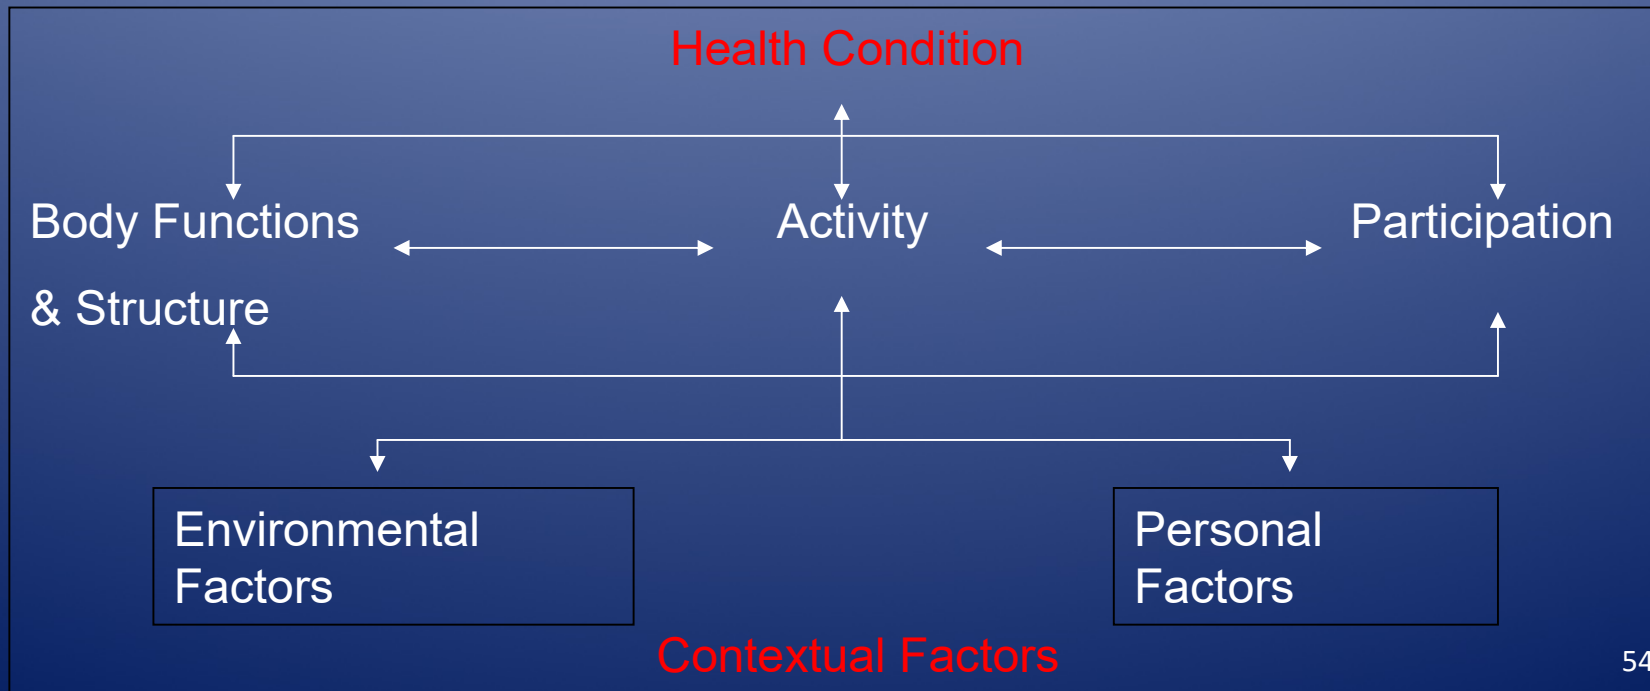 Health Condition
Body Functions
& Structure
Activity
Participation
Environmental
Factors
Personal
Factors
Contextual Factors
54